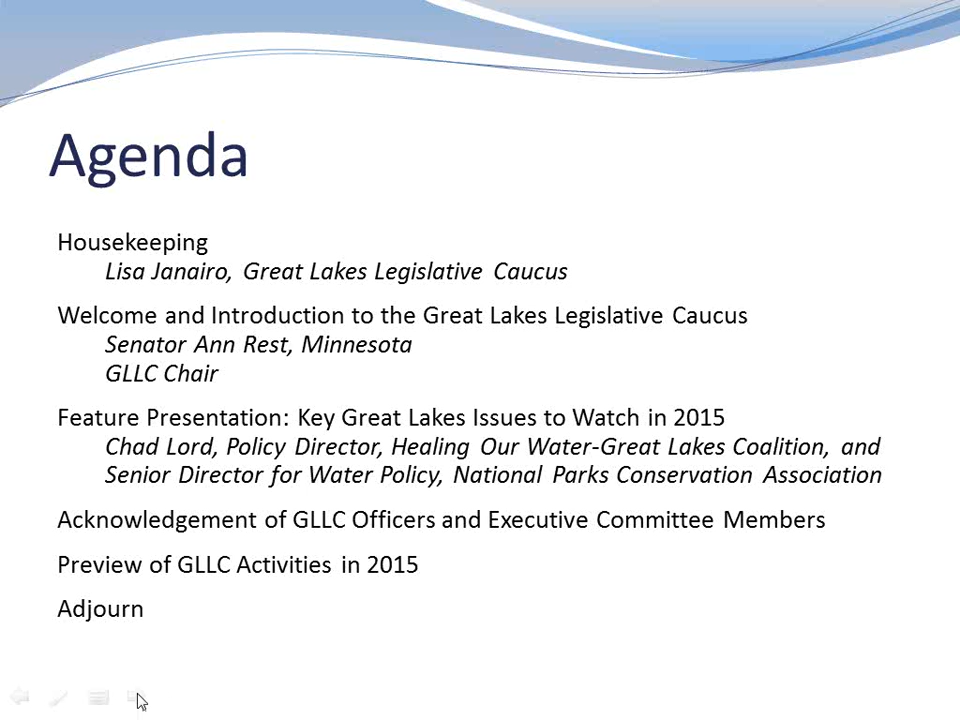 Agenda
Housekeeping
Lisa Janairo, Great Lakes Legislative Caucus
Welcome and Introduction to the Great Lakes Legislative Caucus
Senator Ann Rest, Minnesota
GLLC Chair
Feature Presentation: Key Great Lakes Issues to Watch in 2015
Chad Lord, Policy Director, Healing Our Water-Great Lakes Coalition, and
Senior Director for Water Policy, National Parks Conservation Association
Acknowledgement of GLLC Officers and Executive Committee Members
Preview of GLLC Activities in 2015
Adjourn